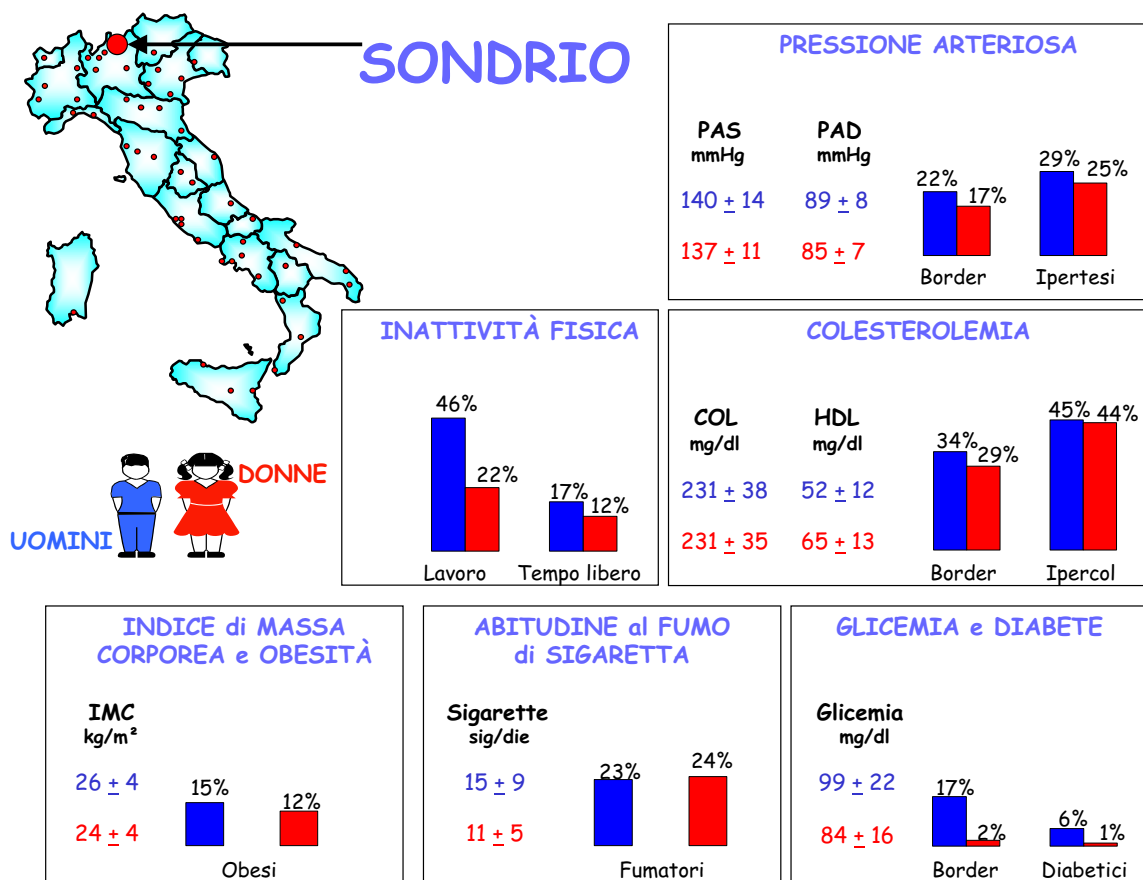 SONDRIO
PRESSIONE ARTERIOSA
PAS PAD
mmHg mmHg
140 ± 14 89 ± 8
137 ± 11 85 ± 7
22% 17% 29% 25%
Border Ipertesi
INATTIVITÀ FISICA
46% 22% 17% 12%
Lavoro Tempo libero
COLESTEROLEMIA
COL HDL
mg/dl mg/dl
231 ± 38 52 ± 12
231 ± 35 65 ± 13
34% 29% 45% 44%
Border Ipercol
DONNE
UOMINI
INDICE di MASSA
CORPOREA e OBESITÀ
IMC
kg/m²
26 ± 4
24 ± 4
15% 12%
Obesi
ABITUDINE al FUMO
di SIGARETTA
Sigarette
sig/die
15 ± 9
11 ± 5
23% 24%
Fumatori
GLICEMIA e DIABETE
Glicemia
mg/dl
99 ± 22
84 ± 16
17% 2% 6% 1%
Border Diabetici